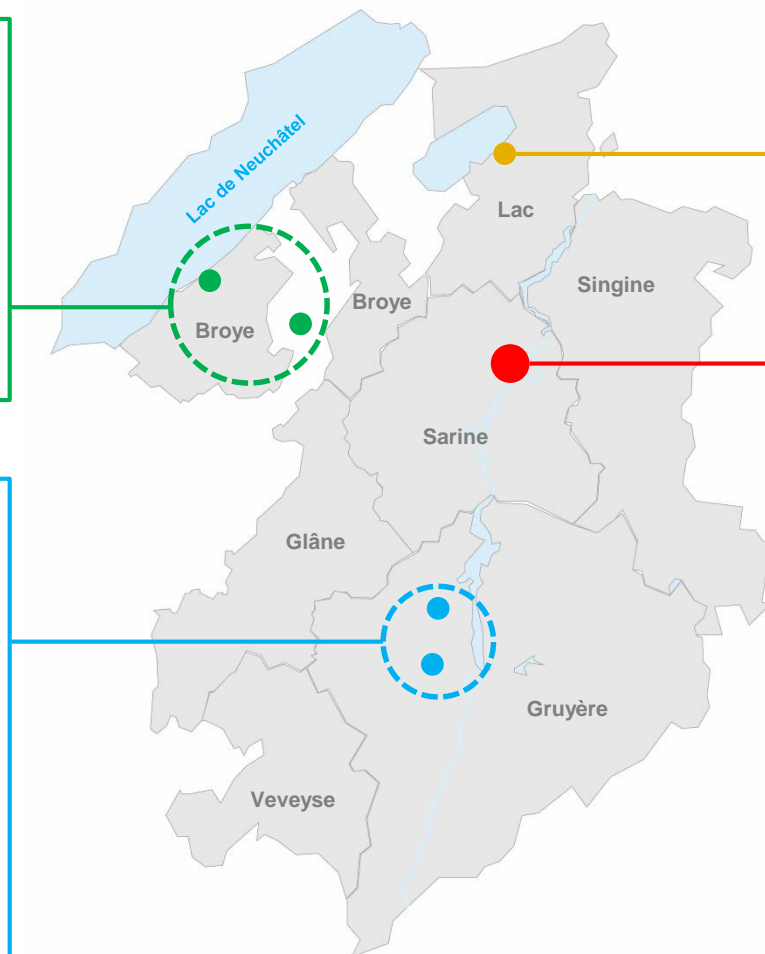 Lac de Neuchâtel
Lac
Singine
Broye
Broye
Sarine
Glâne
Gruyère
Veveyse